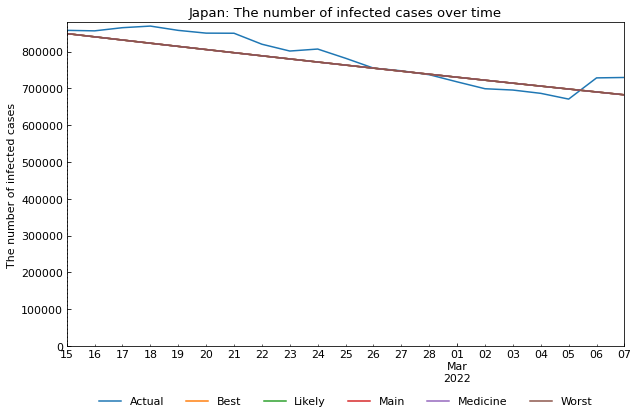 Japan: The number of infected cases over time
The number of infected cases
800000
700000
600000
500000
400000
300000
200000
100000
0
15 16 17 18 19 20 21 22 23 24 25 26 27 28 01 02 03 04 05 06 07
Mar
2022
Actual Best Likely Main Medicine Worst